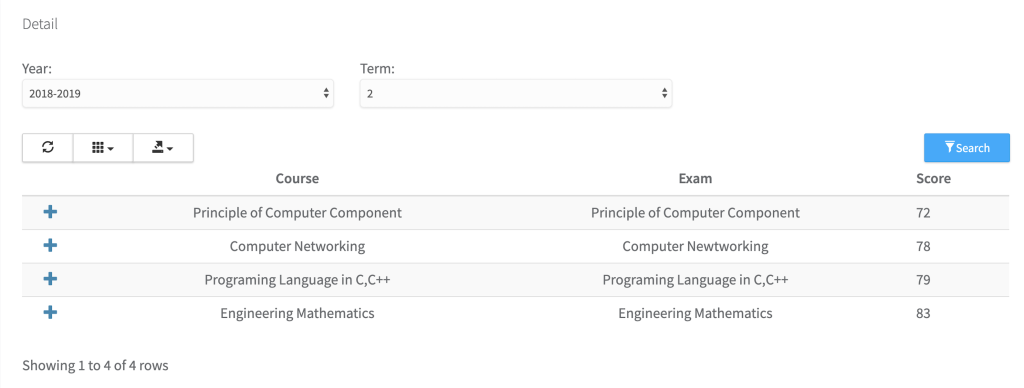 Detail
Year: Term:
2018-2019 2
Search
Course Exam Score
Principle of Computer Component Principle of Computer Component 72
Computer Networking Computer Newtworking 78
Programing Language in C,C++ Programing Language in C,C++ 79
Engineering Mathematics Engineering Mathematics 83
Showing 1 to 4 of 4 rows